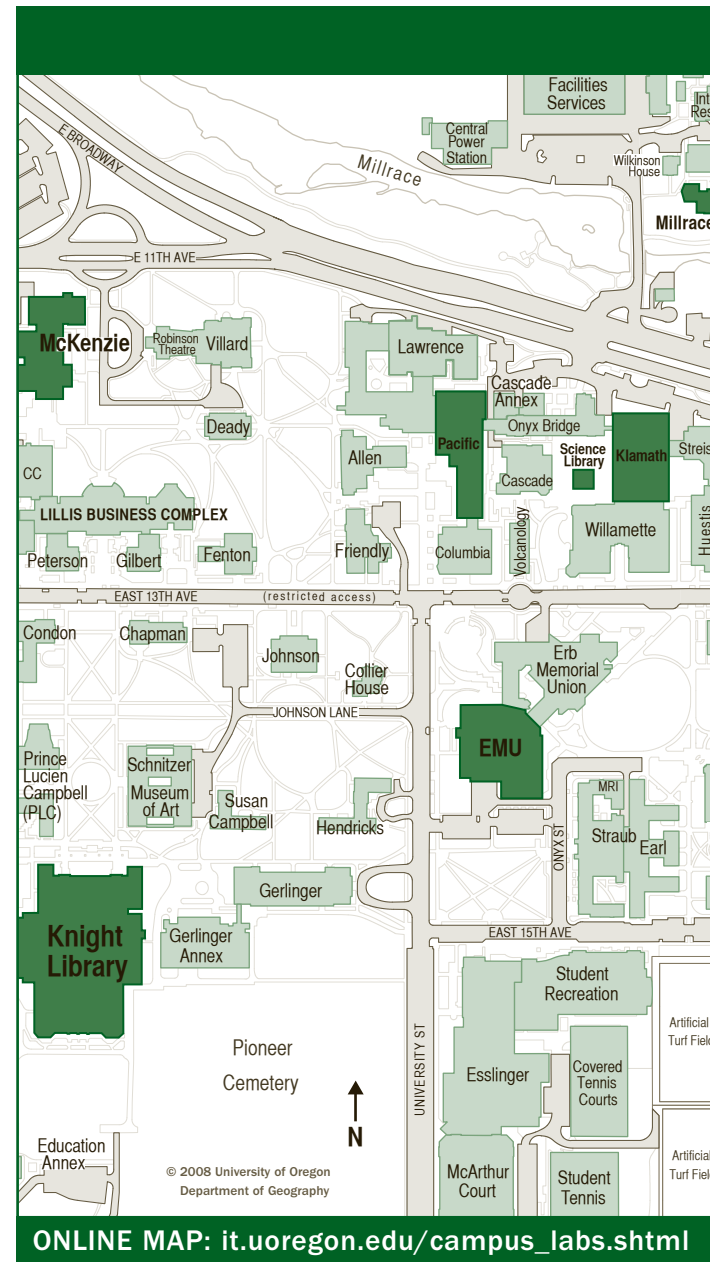 Facilities
Services
Int
Res
Central
Power
Station
E BROADWAY
Millrace
Wilkinson
House
Millrace
E 11TH AVE
McKenzie
Robinson
Theatre
Villard
Lawrence
Cascade
Annex
Deady
Onyx Bridge
Pacific
Allen
Science
Library
Klamath
Streis
CC
Cascade
LILLIS BUSINESS COMPLEX
Volcanology
Willamette
Huestis
Peterson
Gilbert
Fenton
Friendly
Columbia
EAST 13TH AVE
(restricted access)
Condon
Chapman
Johnson
Collier
House
Erb
Memorial
Union
JOHNSON LANE
EMU
Prince
Lucien
Campbell
(PLC)
Schnitzer
Museum
of Art
Susan
Campbell
Hendricks
MRI
Straub
Earl
ONYX ST
Gerlinger
Knight
Library
Gerlinger
Annex
EAST 15TH AVE
Student
Recreation
Artificial
Turf Field
Pioneer
Cemetery
UNIVERSITY ST
Esslinger
Covered
Tennis
Courts
N
Education
Annex
© 2008 University of Oregon
Department of Geography
McArthur
Court
Student
Tennis
Artificial
Turf Field
ONLINE MAP: it.uoregon.edu/campus_labs.shtml